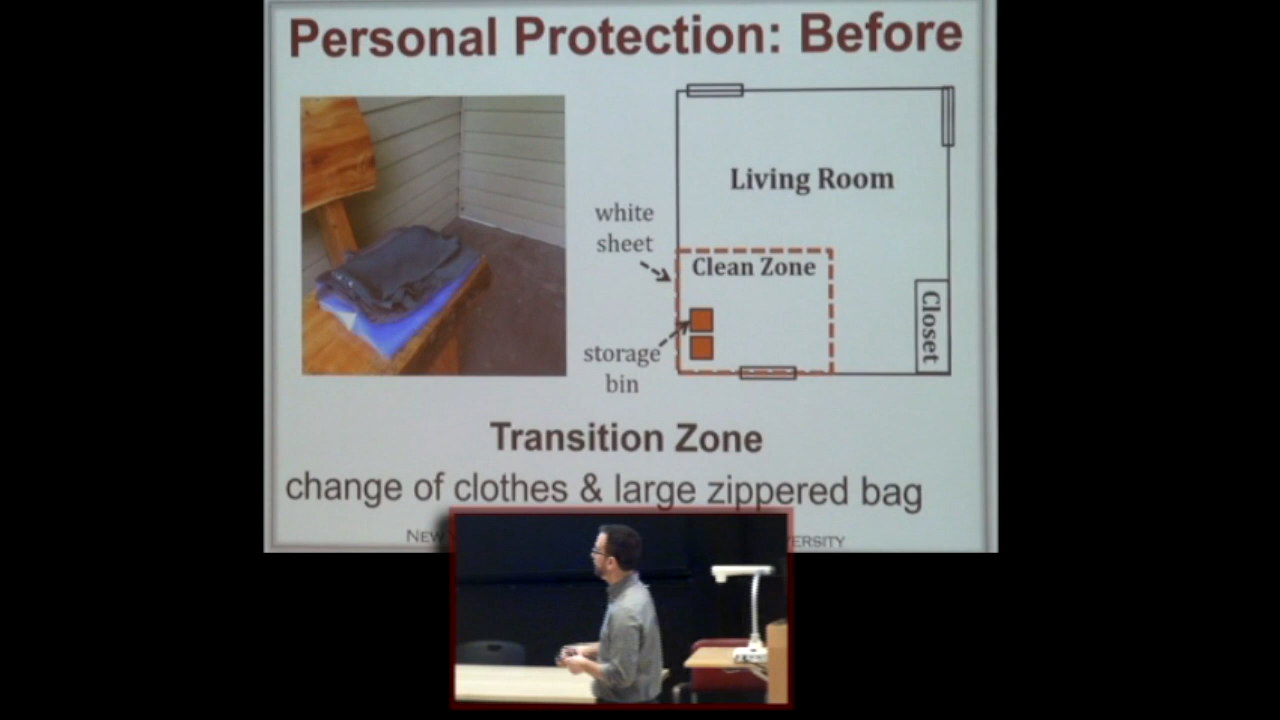 Personal Protection: Before
Living Room
white
sheet
Clean Zone
storage
bin
Closet
Transition Zone
change of clothes & large zippered bag
NEW